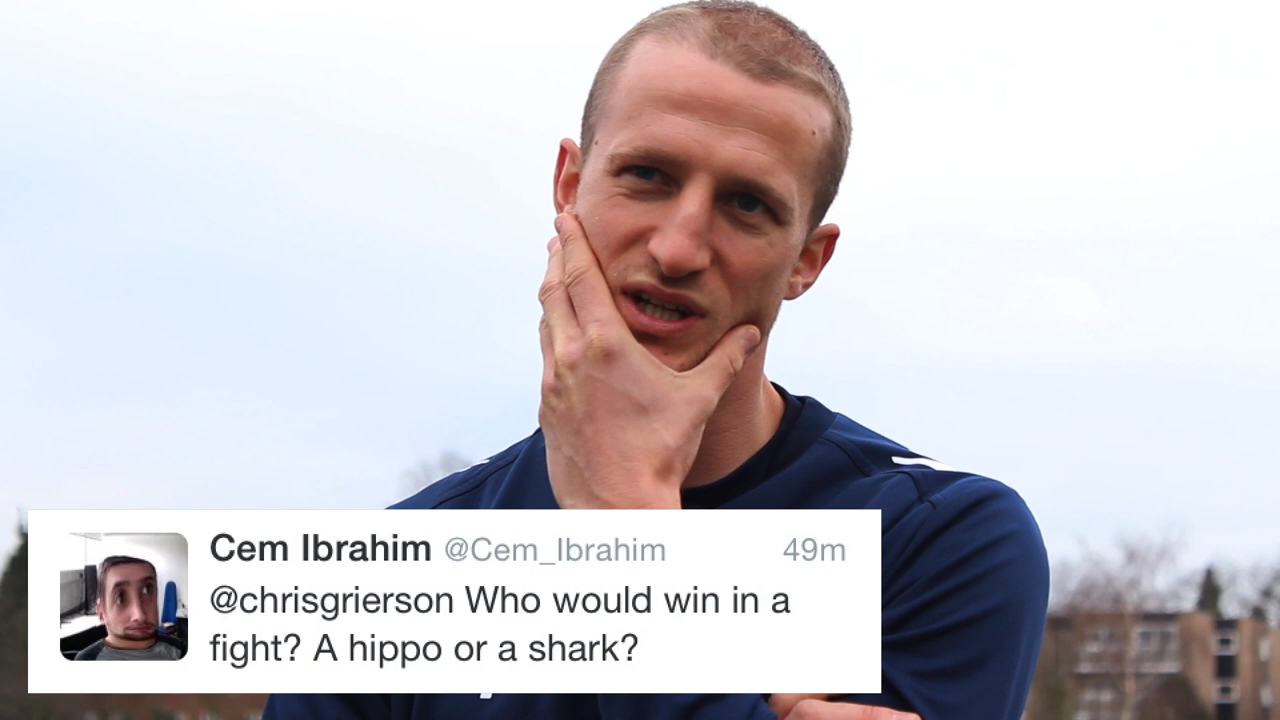 Cem Ibrahim @Cem_Ibrahim 49m
@chrisgrierson Who would win in a
fight? A hippo or a shark?